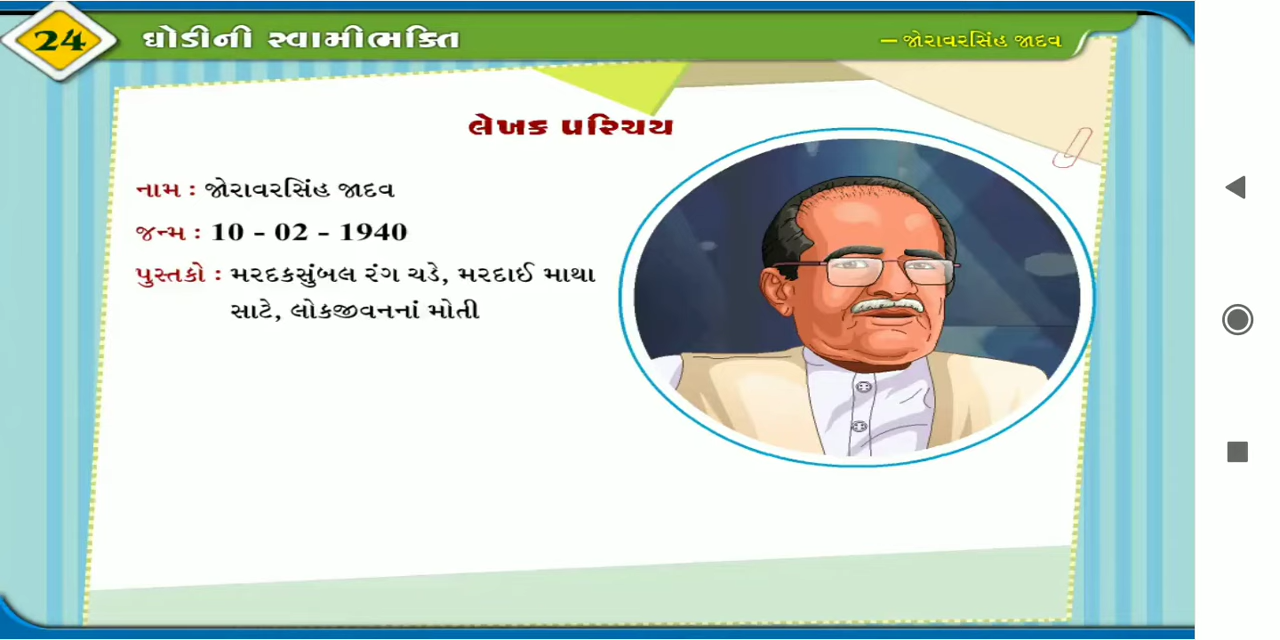 24 ઘોડીની સ્વામીભક્તિ – જોરાવરસિંહ જાદવ
લેખક પરિચય
નામ : જોરાવરસિંહ જાદવ
જન્મ : 10 - 02 - 1940
પુસ્તકો : મરદકસુંબલ રંગ ચડે, મરદાઈ માથા
સાટે, લોકજીવનનાં મોતી